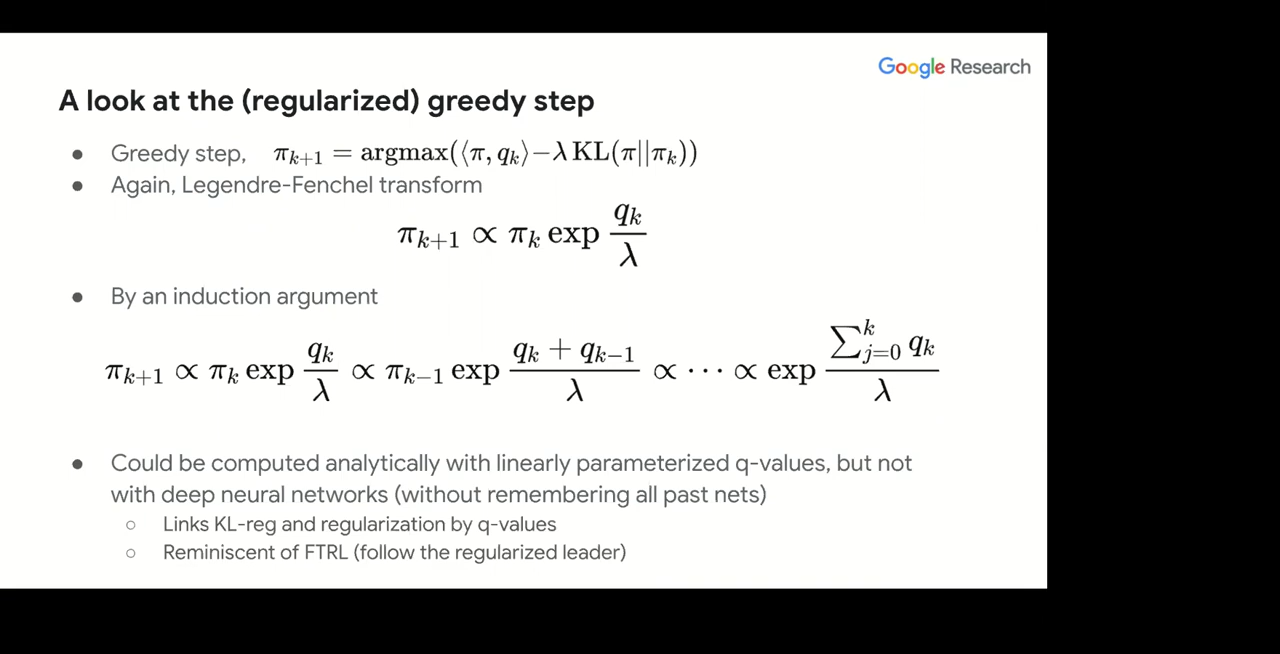 Google Research
A look at the (regularized) greedy step
● Greedy step, π_{k+1} = argmax(⟨π, q_k⟩−λ KL(π||π_k))
● Again, Legendre-Fenchel transform
π_{k+1} ∝ π_k exp \frac{q_k}{λ}
● By an induction argument
π_{k+1} ∝ π_k exp \frac{q_k}{λ} ∝ π_{k−1} exp \frac{q_k + q_{k−1}}{λ} ∝ ⋯ ∝ exp \frac{∑_{j=0}^{k} q_k}{λ}
● Could be computed analytically with linearly parameterized q-values, but not
with deep neural networks (without remembering all past nets)
○ Links KL-reg and regularization by q-values
○ Reminiscent of FTRL (follow the regularized leader)